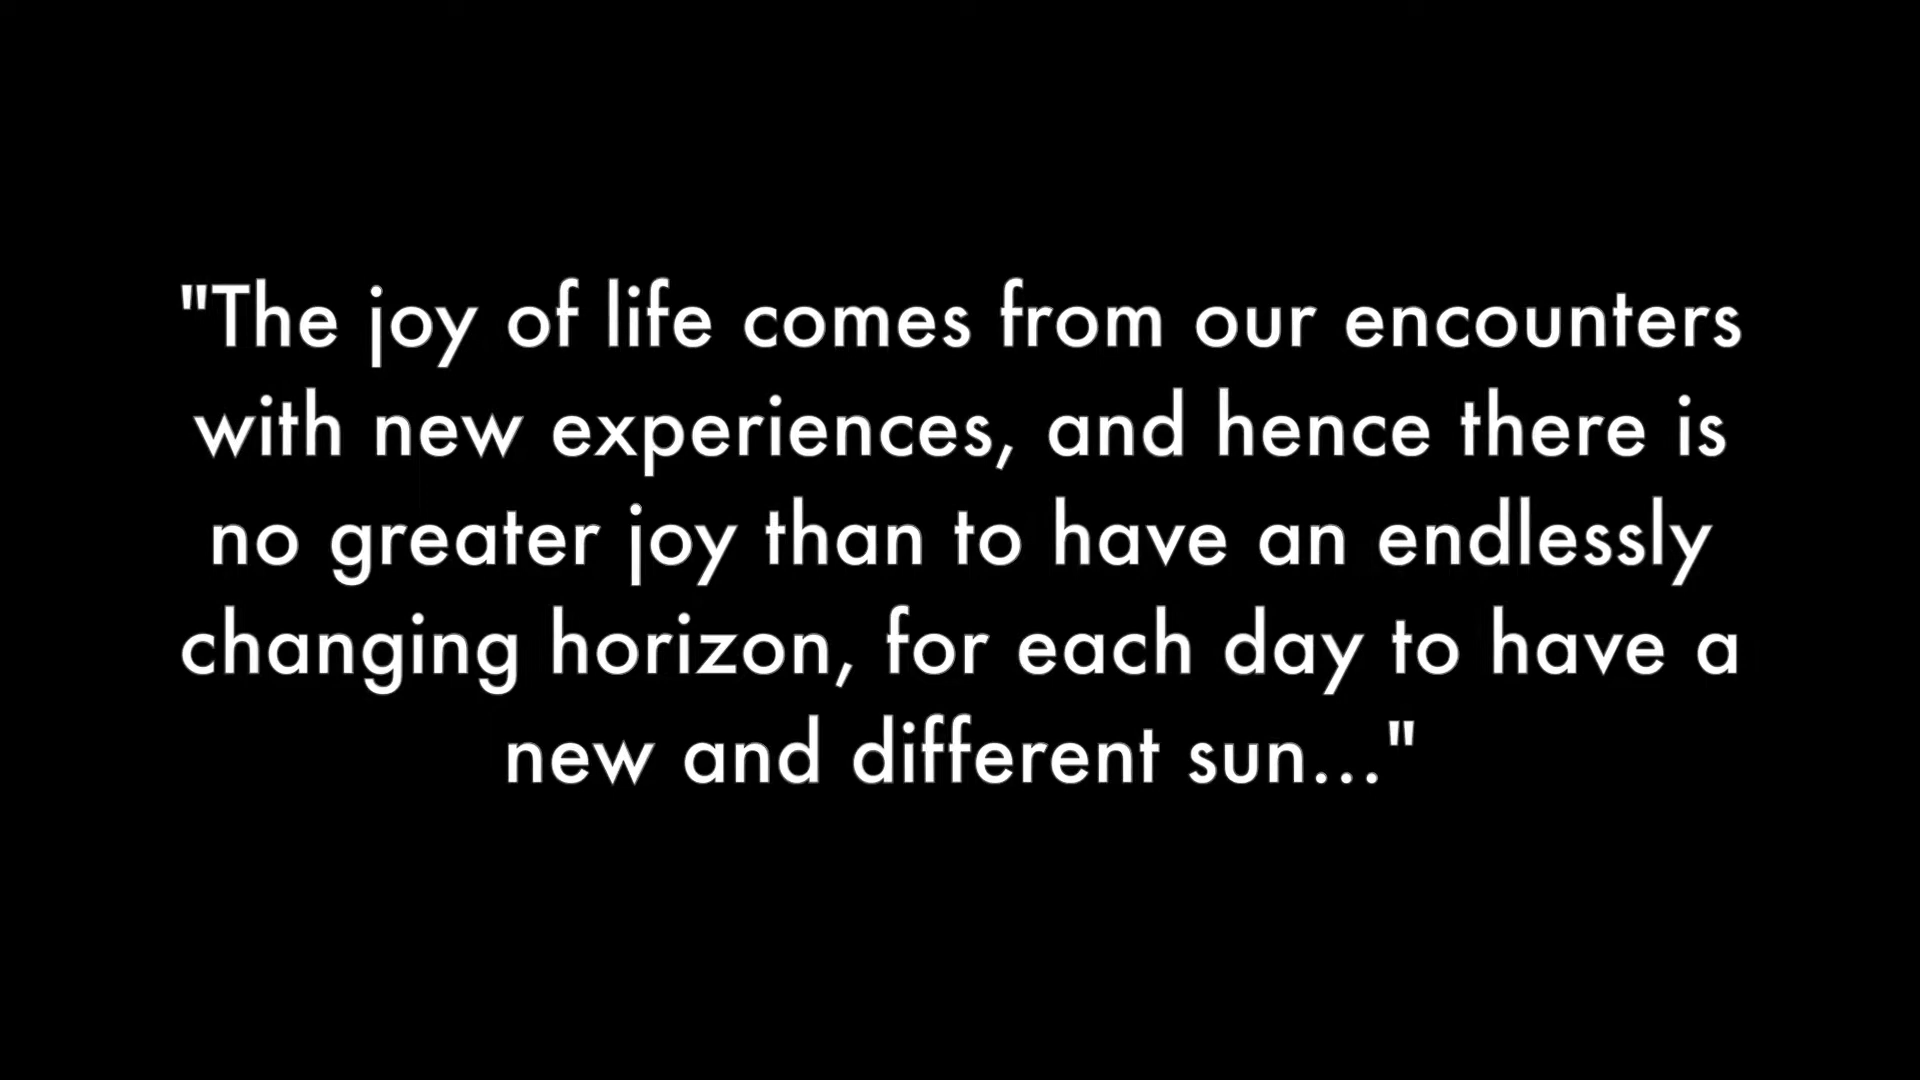 "The joy of life comes from our encounters
with new experiences, and hence there is
no greater joy than to have an endlessly
changing horizon, for each day to have a
new and different sun..."